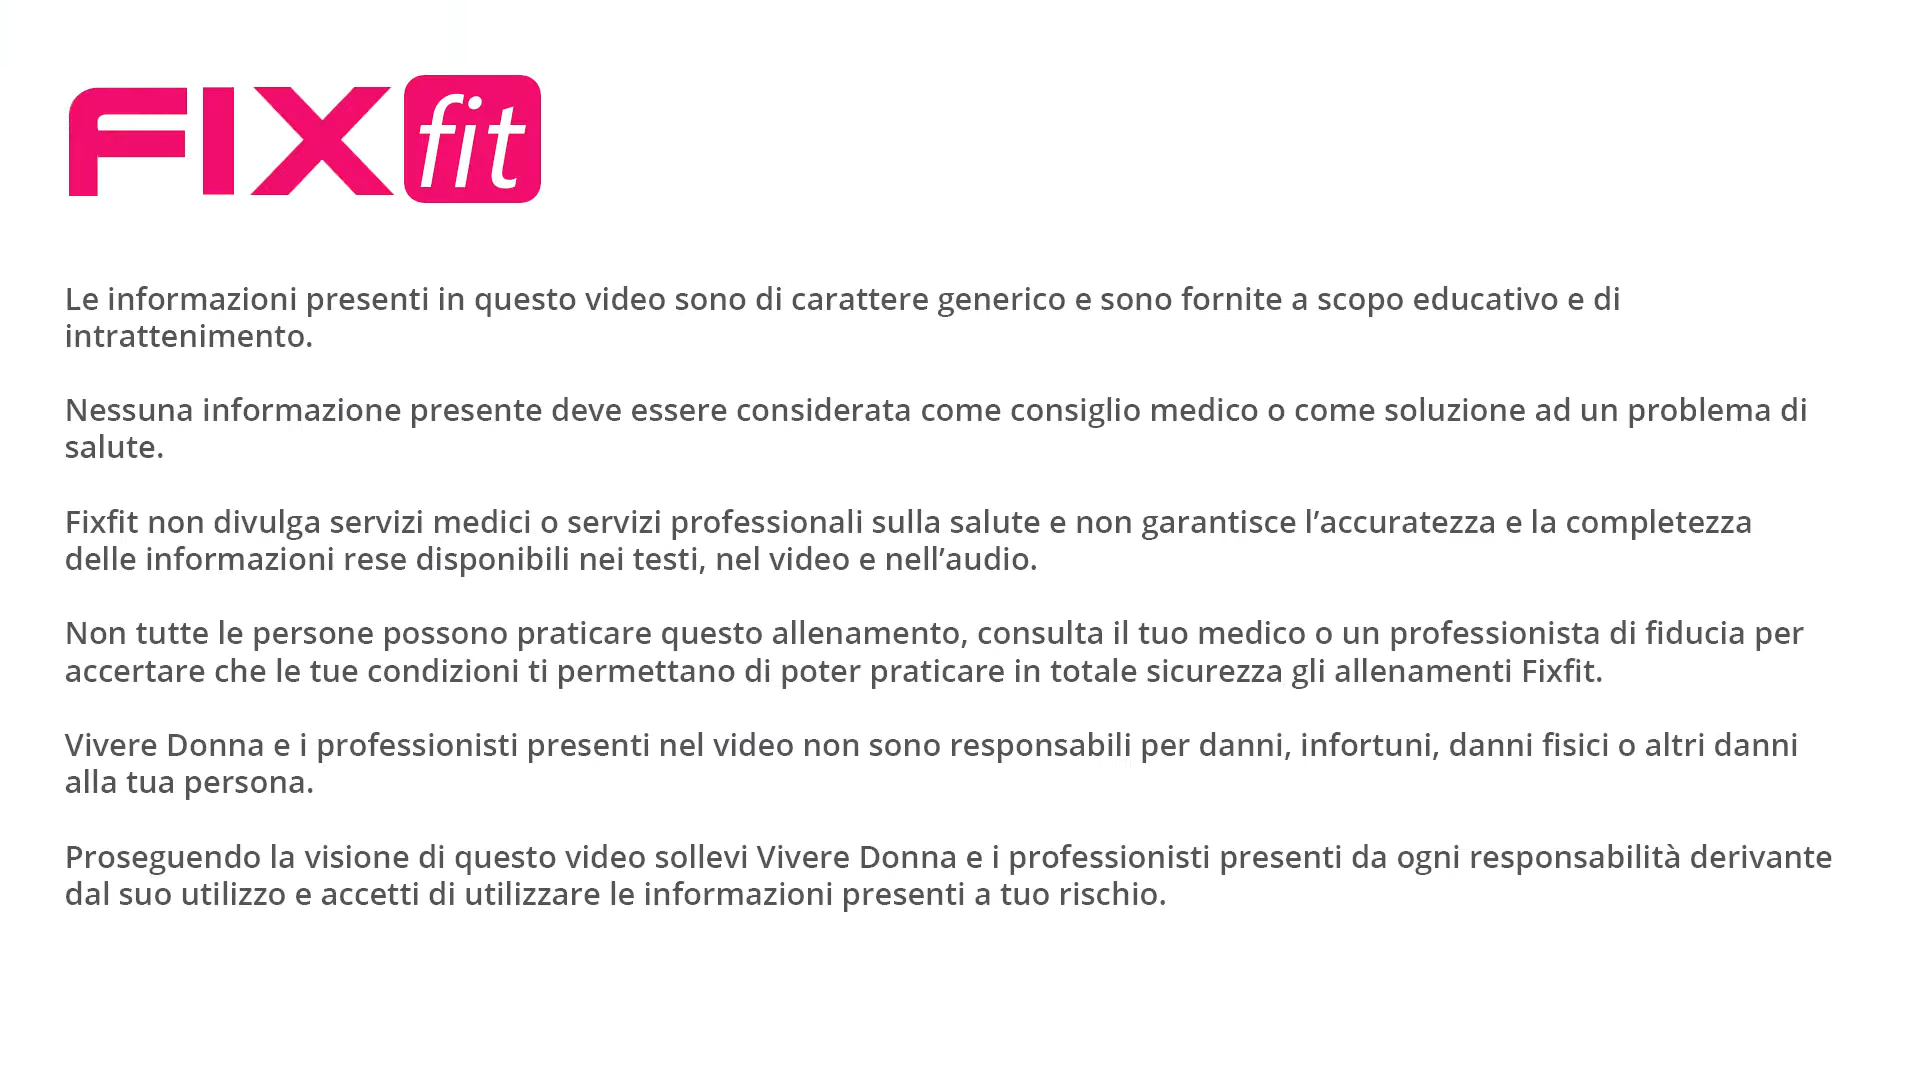 FIXfit
Le informazioni presenti in questo video sono di carattere generico e sono fornite a scopo educativo e di
intrattenimento.
Nessuna informazione presente deve essere considerata come consiglio medico o come soluzione ad un problema di
salute.
Fixfit non divulga servizi medici o servizi professionali sulla salute e non garantisce l’accuratezza e la completezza
delle informazioni rese disponibili nei testi, nel video e nell’audio.
Non tutte le persone possono praticare questo allenamento, consulta il tuo medico o un professionista di fiducia per
accertare che le tue condizioni ti permettano di poter praticare in totale sicurezza gli allenamenti Fixfit.
Vivere Donna e i professionisti presenti nel video non sono responsabili per danni, infortuni, danni fisici o altri danni
alla tua persona.
Proseguendo la visione di questo video sollevi Vivere Donna e i professionisti presenti da ogni responsabilità derivante
dal suo utilizzo e accetti di utilizzare le informazioni presenti a tuo rischio.